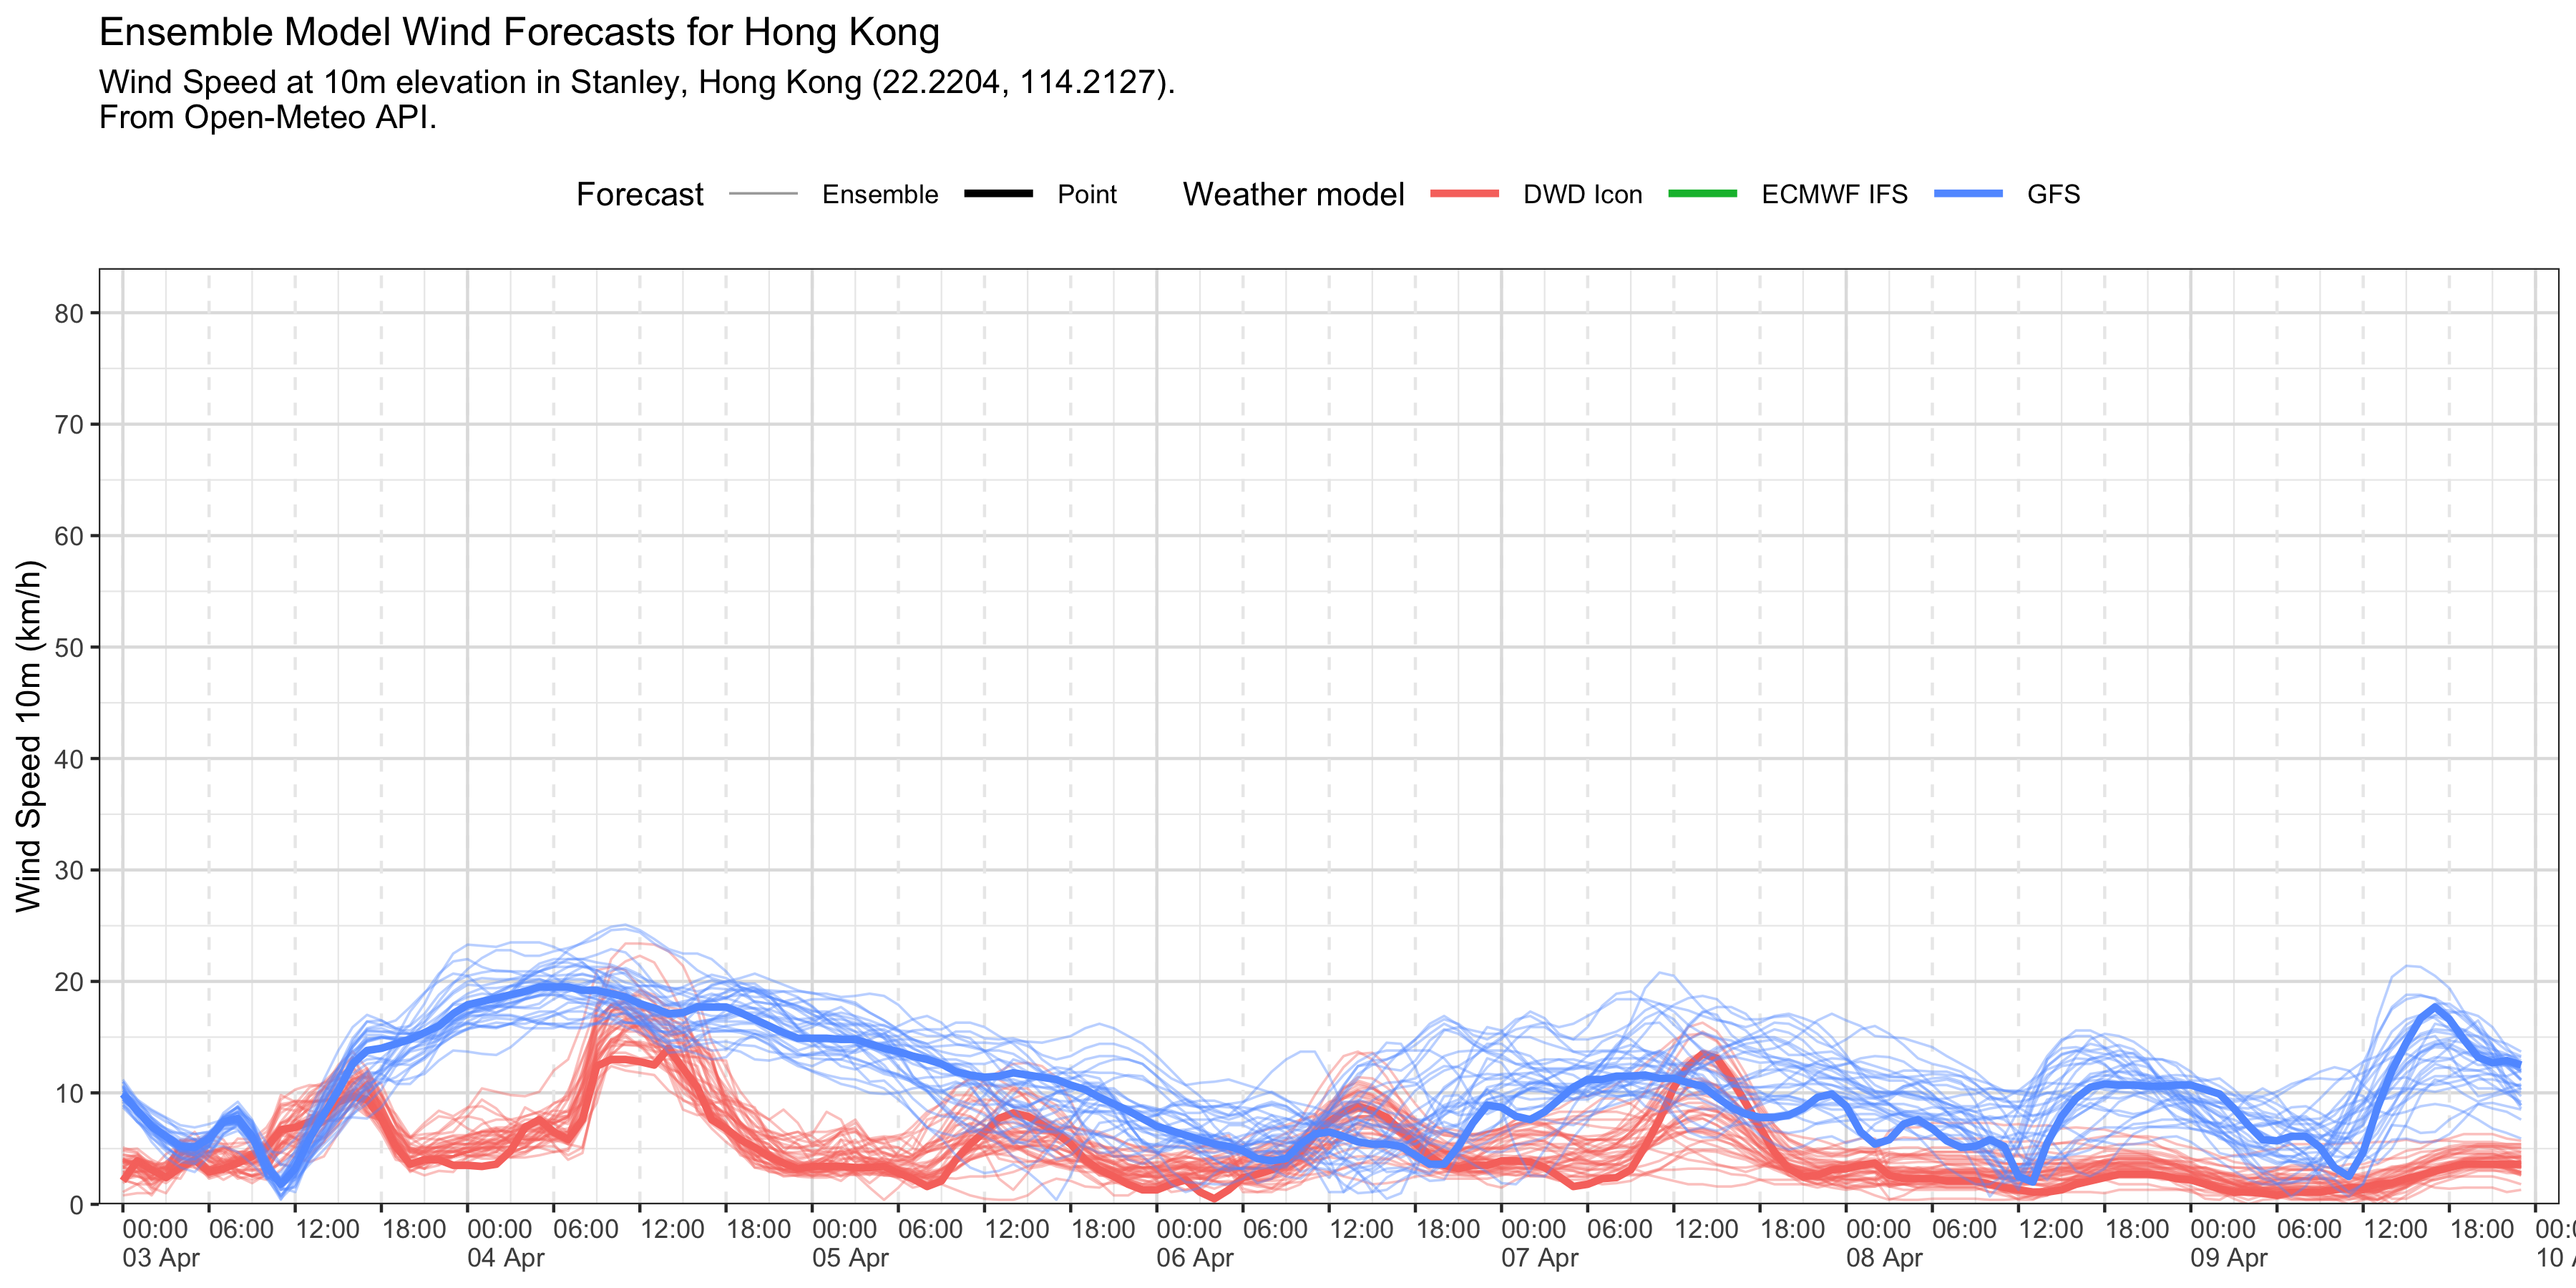 Ensemble Model Wind Forecasts for Hong Kong
Wind Speed at 10m elevation in Stanley, Hong Kong (22.2204, 114.2127).
From Open-Meteo API.
Forecast Ensemble Point Weather model DWD Icon ECMWF IFS GFS
Wind Speed 10m (km/h)
80
70
60
50
40
30
20
10
0
00:00 06:00 12:00 18:00 00:00 06:00 12:00 18:00 00:00 06:00 12:00 18:00 00:00 06:00 12:00 18:00 00:00 06:00 12:00 18:00 00:00 06:00 12:00 18:00 00:00 06:00 12:00 18:00 00:0
03 Apr 04 Apr 05 Apr 06 Apr 07 Apr 08 Apr 09 Apr 10